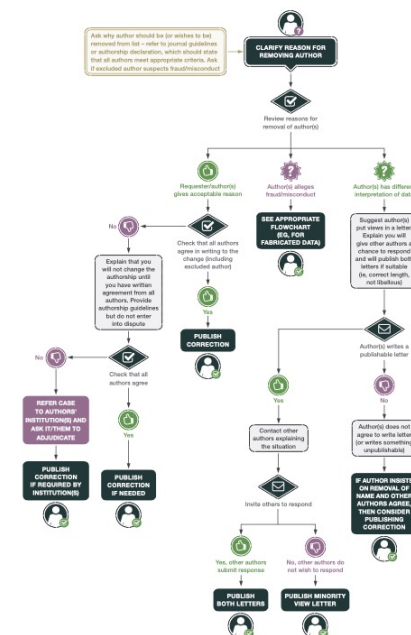 Ask why author should be (or wishes to be)
removed from list – refer to journal guidelines
or authorship declaration, which should state
that all authors meet appropriate criteria. Ask
if excluded author suspects fraud/misconduct
CLARIFY REASON FOR
REMOVING AUTHOR
Review reasons for
removal of author(s)
Requester/author(s)
gives acceptable reason
Author(s) alleges
fraud/misconduct
Author(s) has differen
interpretation of data
No
Check that all authors
agree in writing to the
change (including
excluded author)
SEE APPROPRIATE
FLOWCHART
(EG, FOR
FABRICATED DATA)
Suggest author(s)
put views in a letter
Explain you will
give other authors a
chance to respond
and will publish both
letters if suitable
(ie, correct length,
not libellous)
Explain that you
will not change the
authorship until
you have written
agreement from all
authors. Provide
authorship guidelines
but do not enter
into dispute
Yes
PUBLISH
CORRECTION
Author(s) writes a
publishable letter
No
Check that all
authors agree
Yes
No
REFER CASE
TO AUTHORS'
INSTITUTION(S) AND
ASK IT/THEM TO
ADJUDICATE
Yes
Contact other
authors explaining
the situation
Author(s) does not
agree to write letter
(or writes something
unpublishable)
PUBLISH
CORRECTION
IF REQUIRED BY
INSTITUTION(S)
PUBLISH
CORRECTION
IF NEEDED
Invite others to respond
IF AUTHOR INSISTS
ON REMOVAL OF
NAME AND OTHER
AUTHORS AGREE,
THEN CONSIDER
PUBLISHING
CORRECTION
Yes, other authors
submit response
No, other authors do
not wish to respond
PUBLISH
BOTH LETTERS
PUBLISH MINORITY
VIEW LETTER